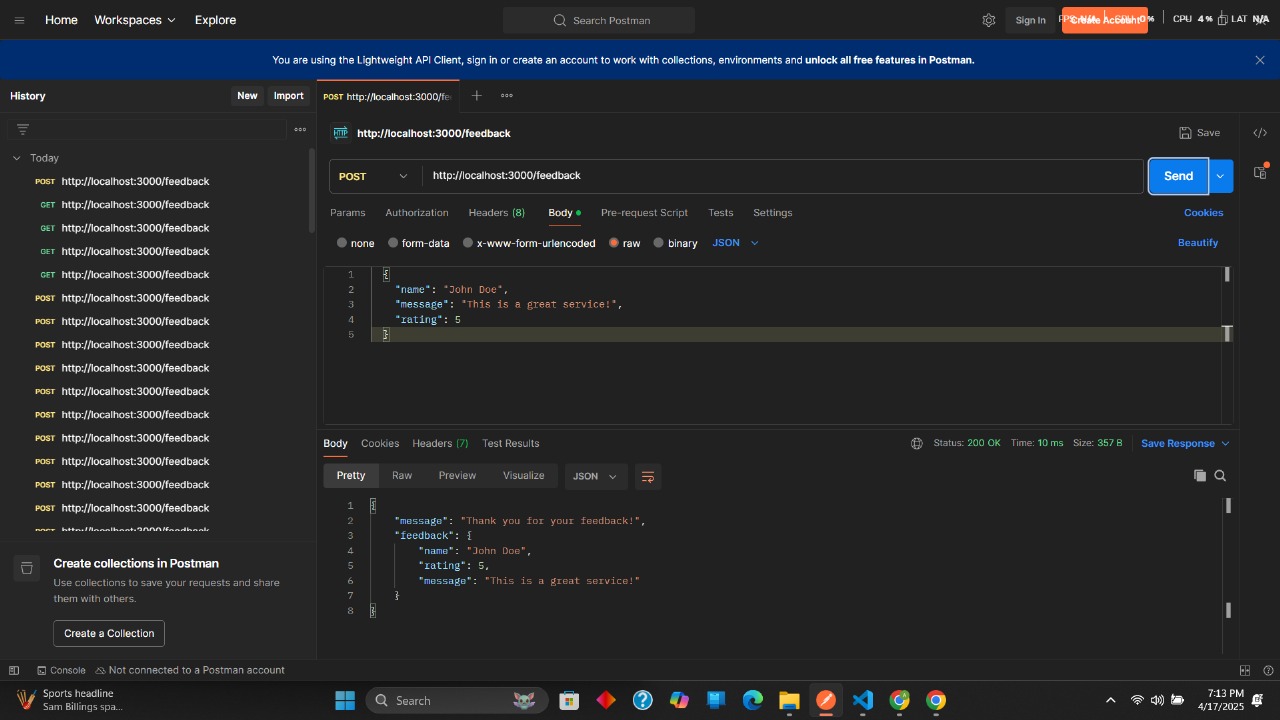 Home Workspaces Explore Search Postman Sign In Create Account CPU 4 % LAT N/A
You are using the Lightweight API Client, sign in or create an account to work with collections, environments and unlock all free features in Postman.
History New Import
POST http://localhost:3000/fe
http://localhost:3000/feedback Save
Today
POST http://localhost:3000/feedback
GET http://localhost:3000/feedback
GET http://localhost:3000/feedback
GET http://localhost:3000/feedback
GET http://localhost:3000/feedback
POST http://localhost:3000/feedback
POST http://localhost:3000/feedback
POST http://localhost:3000/feedback
POST http://localhost:3000/feedback
POST http://localhost:3000/feedback
POST http://localhost:3000/feedback
POST http://localhost:3000/feedback
POST http://localhost:3000/feedback
POST http://localhost:3000/feedback
POST http://localhost:3000/feedback
POST http://localhost:3000/feedback
Create collections in Postman
Use collections to save your requests and share
them with others.
Create a Collection
POST http://localhost:3000/feedback Send
Params Authorization Headers (8) Body Pre-request Script Tests Settings Cookies
none form-data x-www-form-urlencoded raw binary JSON Beautify
1 {
2 "name": "John Doe",
3 "message": "This is a great service!",
4 "rating": 5
5 }
Body Cookies Headers (7) Test Results Status: 200 OK Time: 10 ms Size: 357 B Save Response
Pretty Raw Preview Visualize JSON
1 {
2 "message": "Thank you for your feedback!",
3 "feedback": {
4 "name": "John Doe",
5 "rating": 5,
6 "message": "This is a great service!"
7 }
8 }
Console Not connected to a Postman account
Sports headline
Sam Billings spa...
Search
7:13 PM
4/17/2025